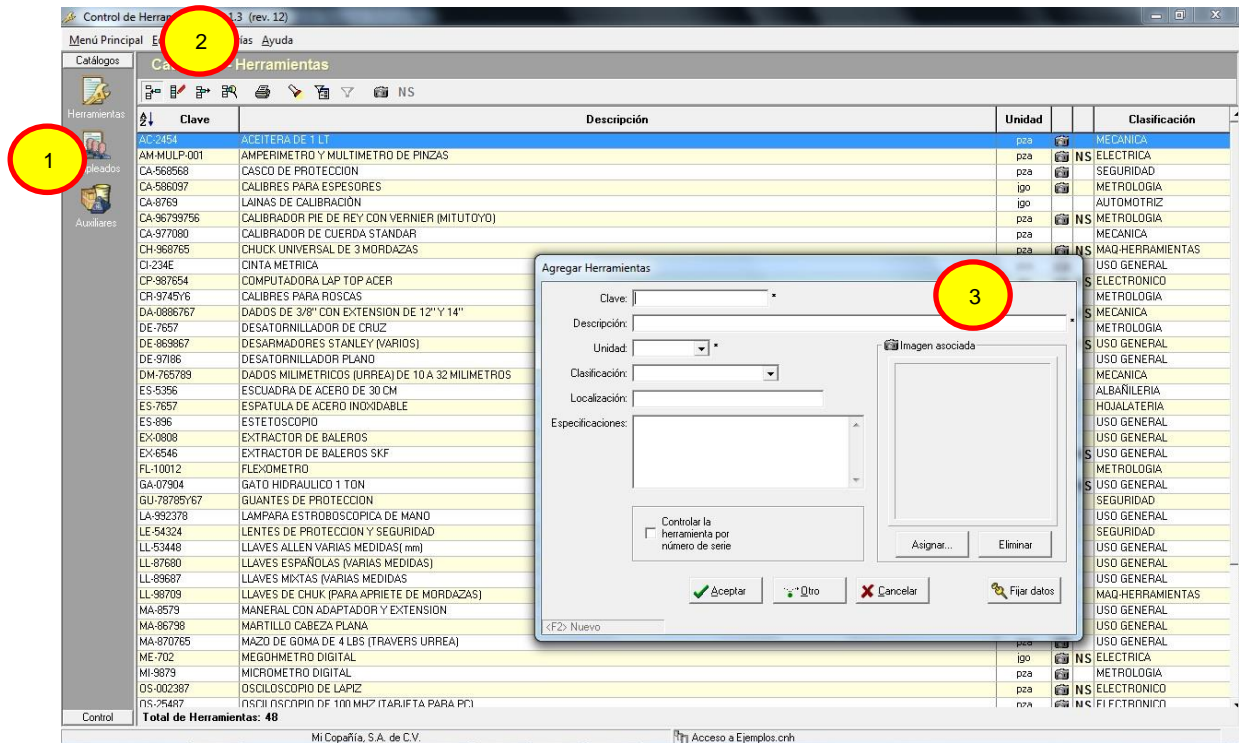 Control de Herra 1.3 (rev. 12)
Menú Principal ias Ayuda
2
Catálogos
Herramientas
NS
Herramientas
Clave Descripción Unidad Clasificación
AC-2454 ACEITERA DE 1 LT pza MECANICA
AM-MULP-001 AMPERIMETRO Y MULTIMETRO DE PINZAS pza NS ELECTRICA
1
pleados
CA-568568 CASCO DE PROTECCION pza SEGURIDAD
CA-586097 CALIBRES PARA ESPESORES jgo METROLOGIA
CA-8769 LAINAS DE CALIBRACIÓN jgo AUTOMOTRIZ
CA-96799756 CALIBRADOR PIE DE REY CON VERNIER (MITUTOYO) pza NS METROLOGIA
Auxiliares
CA-977080 CALIBRADOR DE CUERDA STANDAR pza MECANICA
CH-968765 CHUCK UNIVERSAL DE 3 MORDAZAS pza NS MAQ-HERRAMIENTAS
CI-234E CINTA METRICA USO GENERAL
CP-987654 COMPUTADORA LAP TOP ACER S ELECTRONICO
CR-9745Y6 CALIBRES PARA ROSCAS METROLOGIA
DA-0886767 DADOS DE 3/8" CON EXTENSION DE 12" Y 14" S MECANICA
DE-7657 DESATORNILLADOR DE CRUZ METROLOGIA
DE-869867 DESARMADORES STANLEY (VARIOS) S USO GENERAL
DE-97186 DESATORNILLADOR PLANO USO GENERAL
DM-765789 DADOS MILIMETRICOS (URREA) DE 10 A 32 MILIMETROS MECANICA
ES-5356 ESCUADRA DE ACERO DE 30 CM ALBAÑILERIA
ES-7657 ESPATULA DE ACERO INOXIDABLE HOJALATERIA
ES-896 ESTETOSCOPIO USO GENERAL
EX-0808 EXTRACTOR DE BALEROS USO GENERAL
EX-6546 EXTRACTOR DE BALEROS SKF S USO GENERAL
FL-10012 FLEXOMETRO METROLOGIA
GA-07904 GATO HIDRAULICO 1 TON S USO GENERAL
GU-78785Y67 GUANTES DE PROTECCION SEGURIDAD
LA-992378 LAMPARA ESTROBOSCOPICA DE MANO USO GENERAL
LE-54324 LENTES DE PROTECCION Y SEGURIDAD SEGURIDAD
LL-53448 LLAVES ALLEN VARIAS MEDIDAS( mm) USO GENERAL
LL-87680 LLAVES ESPAÑOLAS (VARIAS MEDIDAS) USO GENERAL
LL-89687 LLAVES MIXTAS (VARIAS MEDIDAS USO GENERAL
LL-98709 LLAVES DE CHUK (PARA APRIETE DE MORDAZAS) MAQ-HERRAMIENTAS
MA-8579 MANERAL CON ADAPTADOR Y EXTENSION USO GENERAL
MA-86798 MARTILLO CABEZA PLANA USO GENERAL
MA-870765 MAZO DE GOMA DE 4 LBS (TRAVERS URREA) pza USO GENERAL
ME-702 MEGOHMETRO DIGITAL jgo NS ELECTRICA
MI-9879 MICROMETRO DIGITAL pza METROLOGIA
OS-002387 OSCILOSCOPIO DE LAPIZ pza NS ELECTRONICO
OS-25487 OSCILOSCOPIO DE 100 MHZ (TARJETA PARA PC) pza NS ELECTRONICO
Agregar Herramientas
3
Clave: *
Descripción: *
Unidad: *
Imagen asociada
Clasificación:
Localización:
Especificaciones:
Controlar la
herramienta por
número de serie
Asignar... Eliminar
Aceptar Otro Cancelar Fijar datos
<F2> Nuevo
Control Total de Herramientas: 48
Mi Copañía, S.A. de C.V. Acceso a Ejemplos.cnh